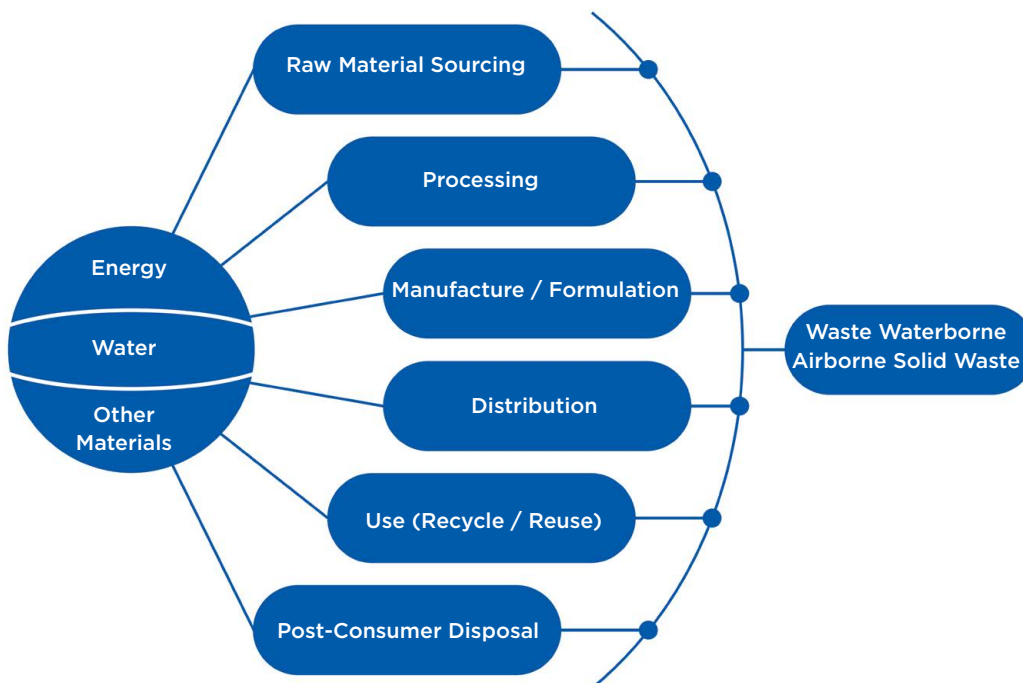 Raw Material Sourcing
Processing
Energy
Manufacture / Formulation
Water
Waste Waterborne
Airborne Solid Waste
Other
Materials
Distribution
Use (Recycle / Reuse)
Post-Consumer Disposal